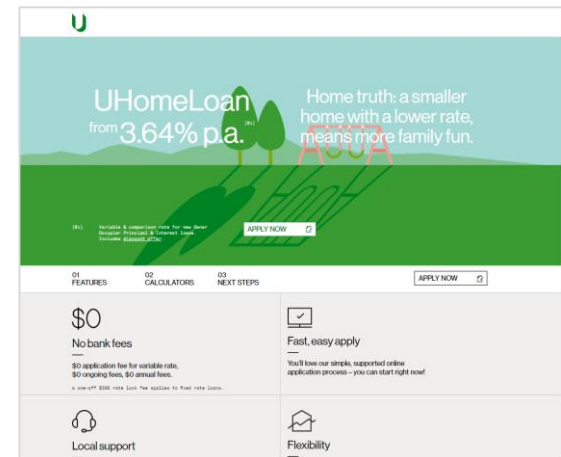 U
UHomeLoan
from 3.64% p.a. [R1]
Home truth: a smaller
home with a lower rate,
means more family fun.
[R1] Variable & comparison rate for new Owner
Occupier Principal & Interest loans.
Includes discount offer.
APPLY NOW
01
FEATURES
02
CALCULATORS
03
NEXT STEPS
APPLY NOW
$0
No bank fees
$0 application fee for variable rate,
$0 ongoing fees, $0 annual fees.
a one-off $395 rate lock fee applies to fixed rate loans.
Fast, easy apply
You'll love our simple, supported online
application process – you can start right now!
Local support
Flexibility